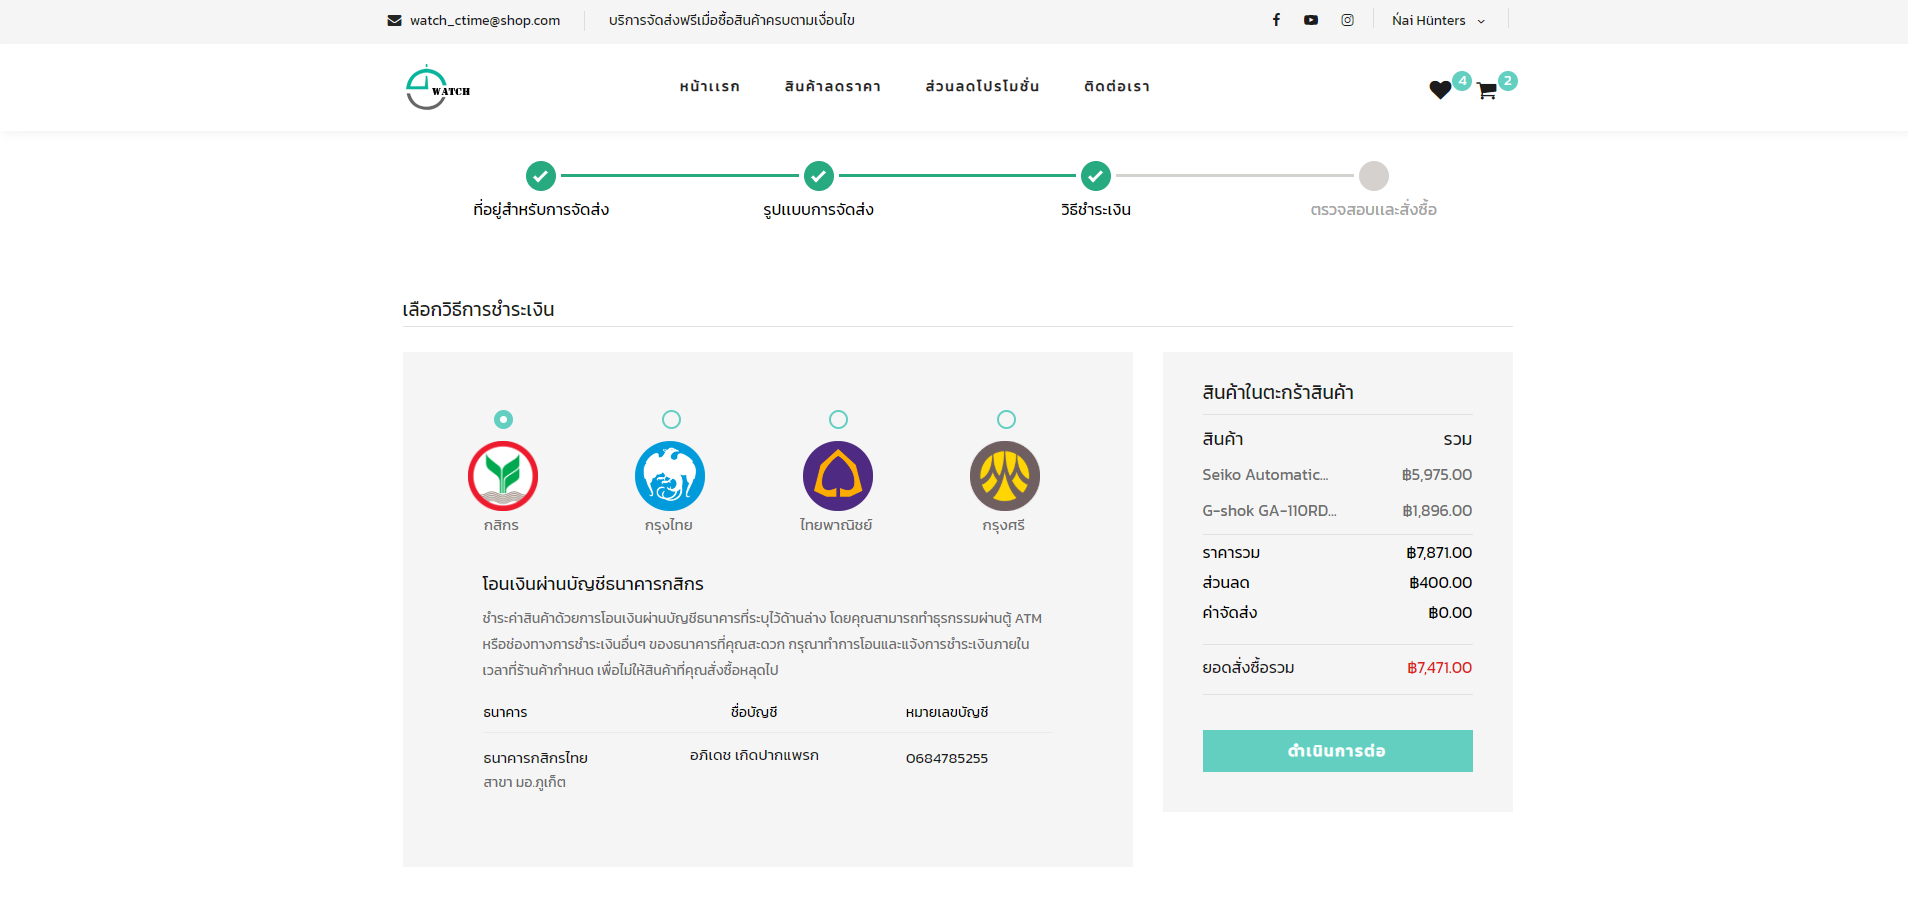 watch_ctime@shop.com
บริการจัดส่งฟรีเมื่อซื้อสินค้าครบตามเงื่อนไข
Ńai Hünters
WATCH
หน้าแรก
สินค้าลดราคา
ส่วนลดโปรโมชั่น
ติดต่อเรา
4
2
ที่อยู่สำหรับการจัดส่ง
รูปแบบการจัดส่ง
วิธีชำระเงิน
ตรวจสอบและสั่งซื้อ
เลือกวิธีการชำระเงิน
กสิกร
กรุงไทย
ไทยพาณิชย์
กรุงศรี
โอนเงินผ่านบัญชีธนาคารกสิกร
ชำระค่าสินค้าด้วยการโอนเงินผ่านบัญชีธนาคารที่ระบุไว้ด้านล่าง โดยคุณสามารถทำธุรกรรมผ่านตู้ ATM
หรือช่องทางการชำระเงินอื่นๆ ของธนาคารที่คุณสะดวก กรุณาทำการโอนและแจ้งการชำระเงินภายใน
เวลาที่ร้านค้ากำหนด เพื่อไม่ให้สินค้าที่คุณสั่งซื้อหลุดไป
ธนาคาร ชื่อบัญชี หมายเลขบัญชี
ธนาคารกสิกรไทย อภิเดช เกิดปากแพรก 0684785255
สาขา มอ.ภูเก็ต
สินค้าในตะกร้าสินค้า
สินค้า รวม
Seiko Automatic... ฿5,975.00
G-shok GA-110RD... ฿1,896.00
ราคารวม ฿7,871.00
ส่วนลด ฿400.00
ค่าจัดส่ง ฿0.00
ยอดสั่งซื้อรวม ฿7,471.00
ดำเนินการต่อ